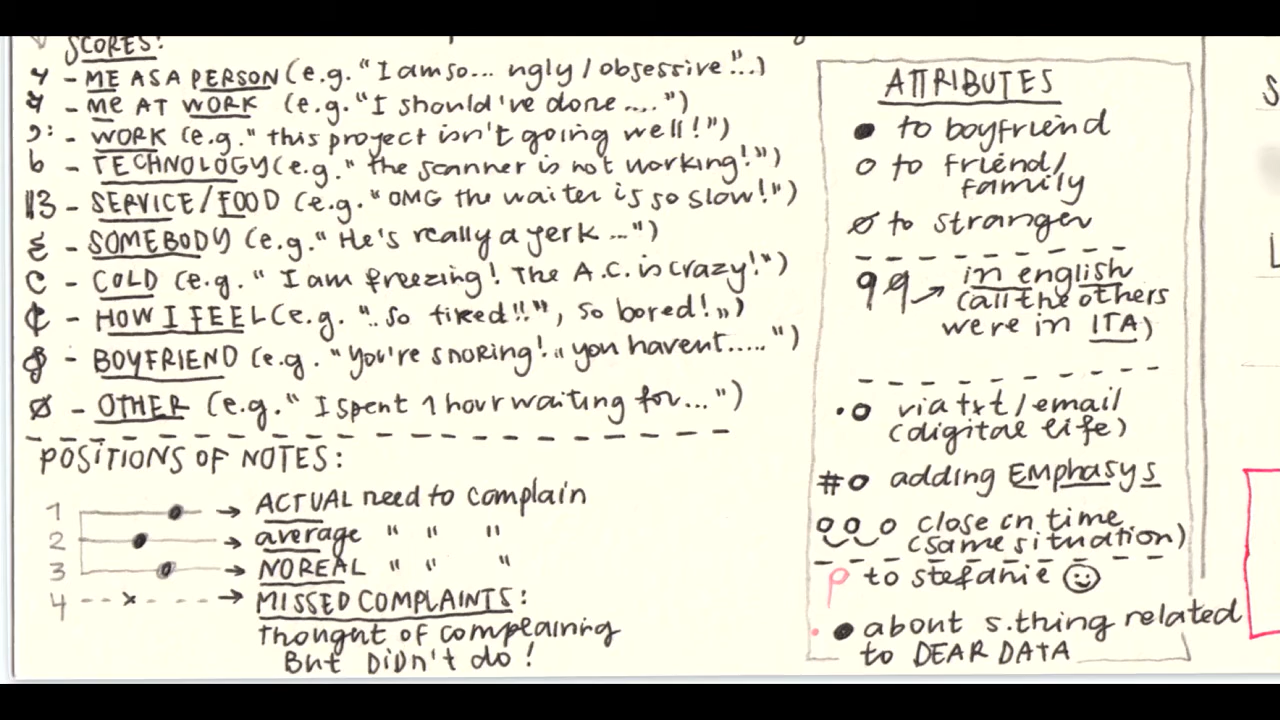 SCORES:
- ME AS A PERSON (e.g. "I am so... ugly / obsessive"...)
- ME AT WORK (e.g. "I should've done ....")
- WORK (e.g. "this project isn't going well!")
- TECHNOLOGY (e.g. "the scanner is not working!")
- SERVICE/FOOD (e.g. "OMG the waiter is so slow!")
- SOMEBODY (e.g. "He's really a jerk ...")
- COLD (e.g. "I am freezing! The A.C. is crazy!")
- HOW I FEEL (e.g. "..so tired!!", so bored!")
- BOYFRIEND (e.g. "You're snoring!" "you havent.....")
- OTHER (e.g. "I spent 1 hour waiting for...")
POSITIONS OF NOTES:
1 → ACTUAL need to complain
2 → average " " "
3 → NO REAL " " "
4 --x-- → MISSED COMPLAINTS:
thought of complaining
BUT DIDN'T do!
ATTRIBUTES
to boyfriend
to friend/
family
to stranger
→ in english
(all the others
were in ITA)
via txt/email
(digital life)
# adding EMPHASYS
close in time
(same situation)
to stefanie
about s.thing related
to DEAR DATA